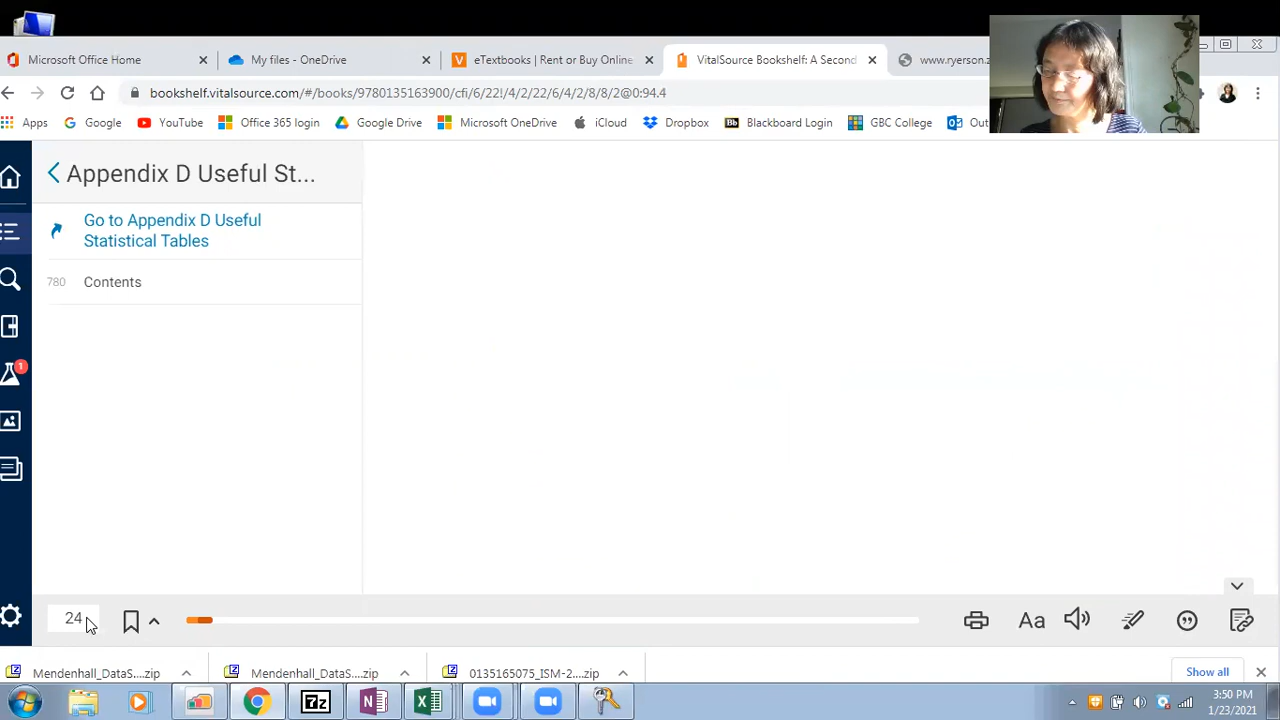 Microsoft Office Home
My files - OneDrive
eTextbooks | Rent or Buy Online
VitalSource Bookshelf: A Second
www.ryerson.
bookshelf.vitalsource.com/#/books/9780135163900/cfi/6/22!/4/2/22/6/4/2/8/8/2@0:94.4
Apps
Google
YouTube
Office 365 login
Google Drive
Microsoft OneDrive
iCloud
Dropbox
Bb
Blackboard Login
GBC College
Out
Appendix D Useful St...
Go to Appendix D Useful
Statistical Tables
780 Contents
1
24
Aa
Mendenhall_DataS....zip
Mendenhall_DataS....zip
0135165075_ISM-2....zip
Show all
7z
3:50 PM
1/23/2021